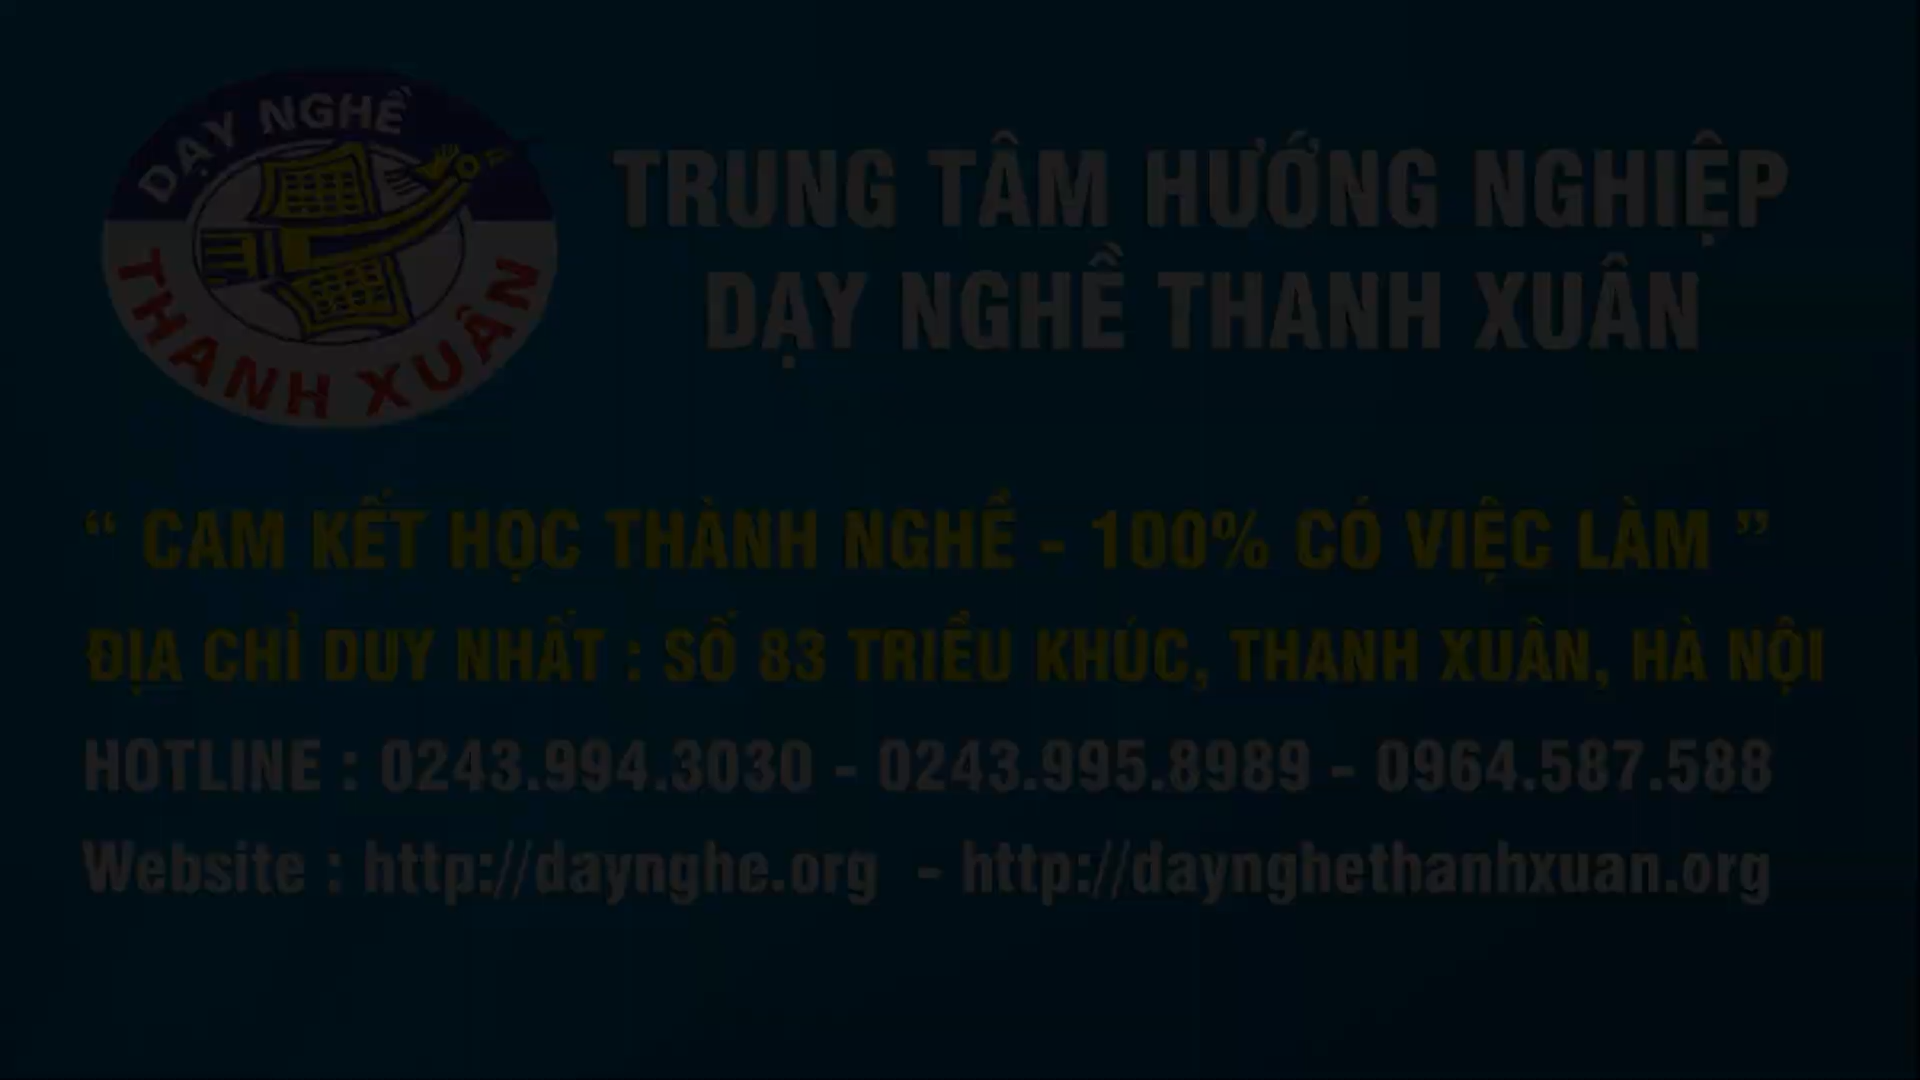 DẠY NGHỀ
THANH XUÂN
TRUNG TÂM HƯỚNG NGHIỆP
DẠY NGHỀ THANH XUÂN
“ CAM KẾT HỌC THÀNH NGHỀ - 100% CÓ VIỆC LÀM ”
ĐỊA CHỈ DUY NHẤT : SỐ 83 TRIỀU KHÚC, THANH XUÂN, HÀ NỘI
HOTLINE : 0243.994.3030 - 0243.995.8989 - 0964.587.588
Website : http://daynghe.org - http://daynghethanhxuan.org